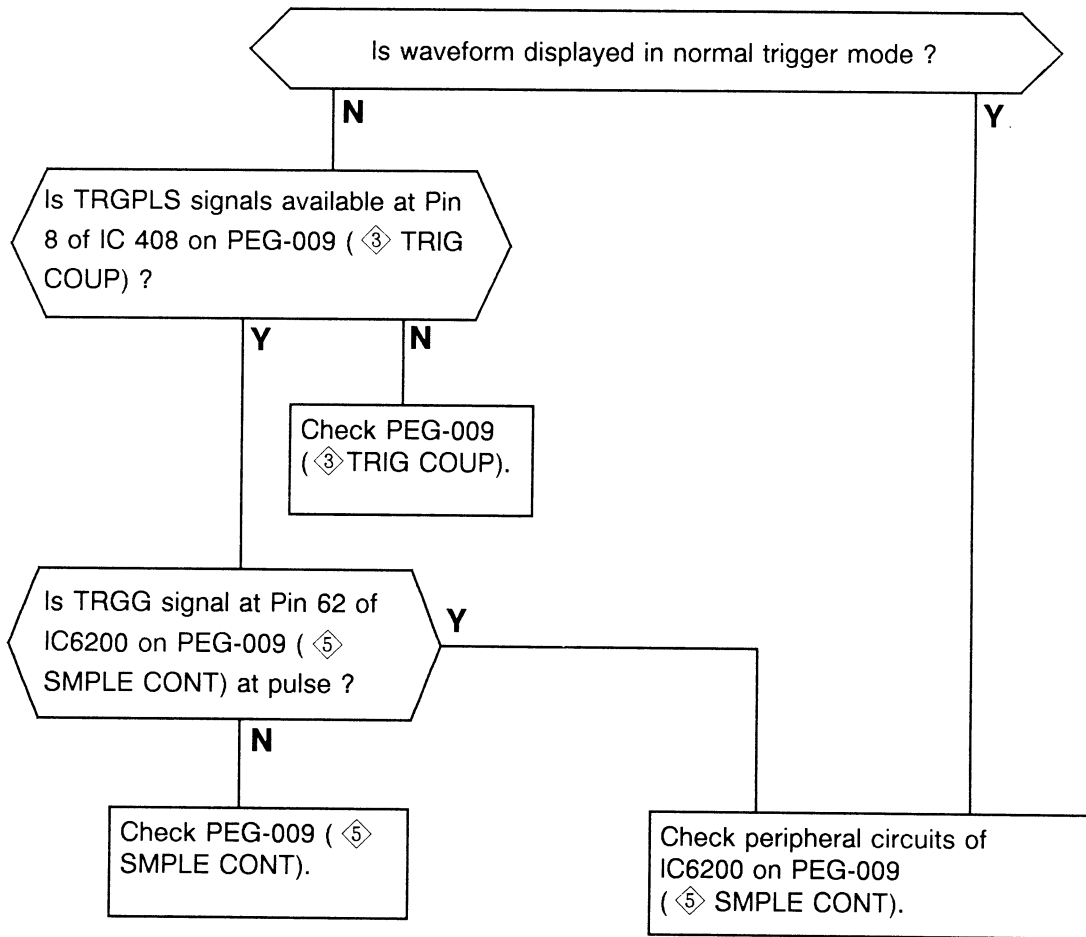 Is waveform displayed in normal trigger mode ?
N
Y
Is TRGPLS signals available at Pin
8 of IC 408 on PEG-009 ( 3 TRIG
COUP) ?
Y
N
Check PEG-009
( 3 TRIG COUP).
Is TRGG signal at Pin 62 of
IC6200 on PEG-009 ( 5
SMPLE CONT) at pulse ?
Y
N
Check PEG-009 ( 5
SMPLE CONT).
Check peripheral circuits of
IC6200 on PEG-009
( 5 SMPLE CONT).